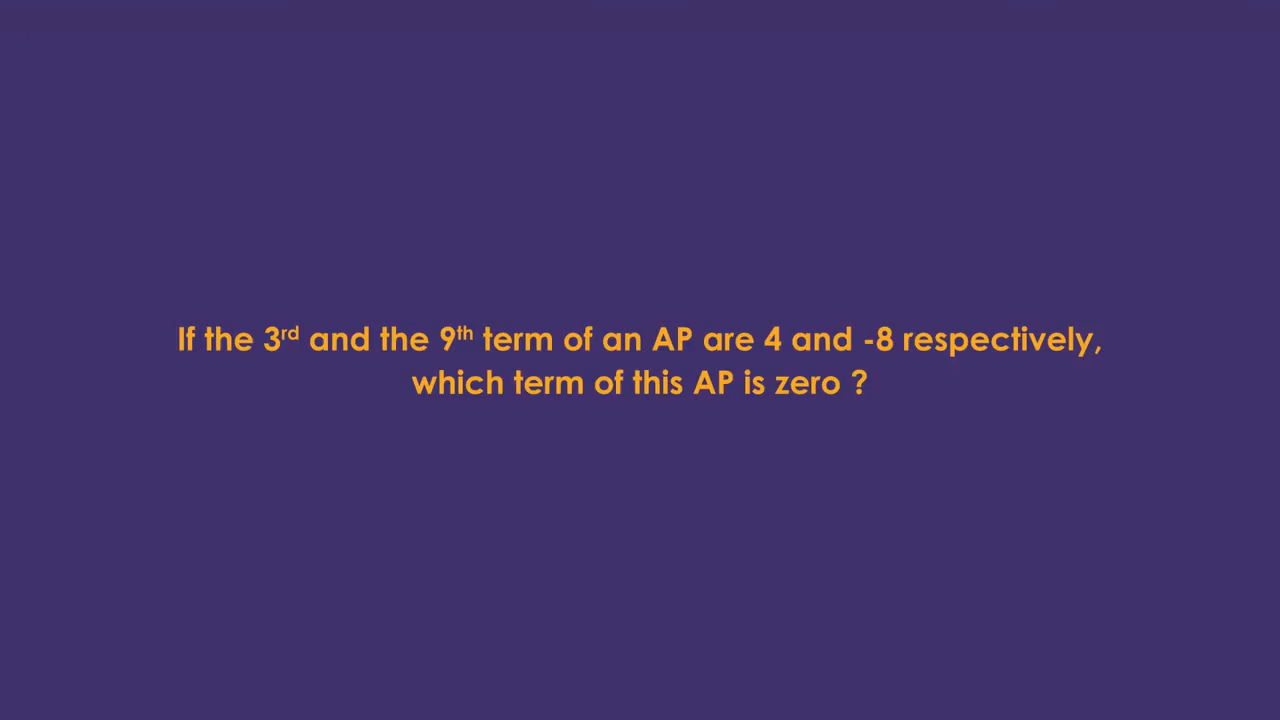 If the 3rd and the 9th term of an AP are 4 and -8 respectively,
which term of this AP is zero ?